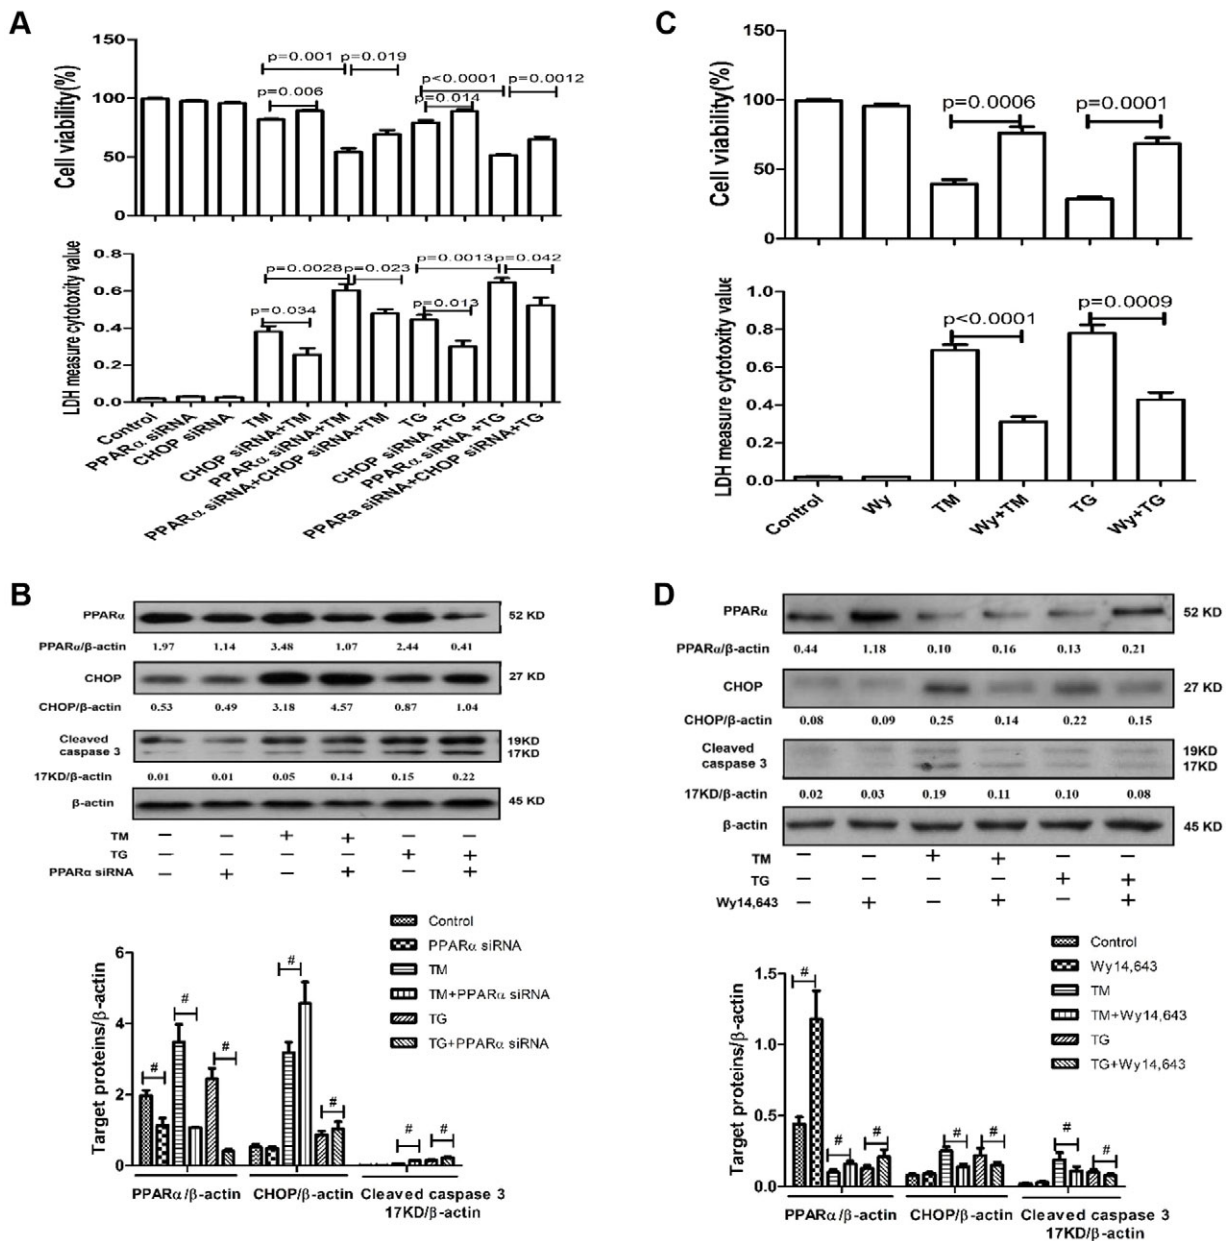 A
150
100
50
0
Cell viability(%)
p=0.001
p=0.019
p=0.006
p<0.0001
p=0.0012
p=0.014
0.8
0.6
0.4
0.2
0.0
LDH measure cytotoxity value
p=0.0028
p=0.023
p=0.034
p=0.0013
p=0.042
p=0.013
Control
PPARα siRNA
CHOP siRNA
TM
CHOP siRNA+TM
PPARα siRNA+TM
PPARα siRNA+CHOP siRNA+TM
TG
CHOP siRNA +TG
PPARα siRNA +TG
PPARa siRNA+CHOP siRNA+TG
C
150
100
50
0
Cell viability(%)
p=0.0006
p=0.0001
1.0
0.8
0.6
0.4
0.2
0.0
LDH measure cytotoxity value
p<0.0001
p=0.0009
Control
Wy
TM
Wy+TM
TG
Wy+TG
B
PPARα
52 KD
PPARα/β-actin 1.97 1.14 3.48 1.07 2.44 0.41
CHOP
27 KD
CHOP/β-actin 0.53 0.49 3.18 4.57 0.87 1.04
Cleaved
caspase 3
19KD
17KD
17KD/β-actin 0.01 0.01 0.05 0.14 0.15 0.22
β-actin
45 KD
TM − − + + − −
TG − − − − + +
PPARα siRNA − + − + − +
Control
PPARα siRNA
TM
TM+PPARα siRNA
TG
TG+PPARα siRNA
6
4
2
0
Target proteins/β-actin
# # #
# #
# #
PPARα/β-actin
CHOP/β-actin
Cleaved caspase 3
17KD/β-actin
D
PPARα
52 KD
PPARα/β-actin 0.44 1.18 0.10 0.16 0.13 0.21
CHOP
27 KD
CHOP/β-actin 0.08 0.09 0.25 0.14 0.22 0.15
Cleaved
caspase 3
19KD
17KD
17KD/β-actin 0.02 0.03 0.19 0.11 0.10 0.08
β-actin
45 KD
TM − − + + − −
TG − − − − + +
Wy14,643 − + − + − +
Control
Wy14,643
TM
TM+Wy14,643
TG
TG+Wy14,643
1.5
1.0
0.5
0.0
Target proteins/β-actin
# # #
# #
# #
PPARα/β-actin
CHOP/β-actin
Cleaved caspase 3
17KD/β-actin